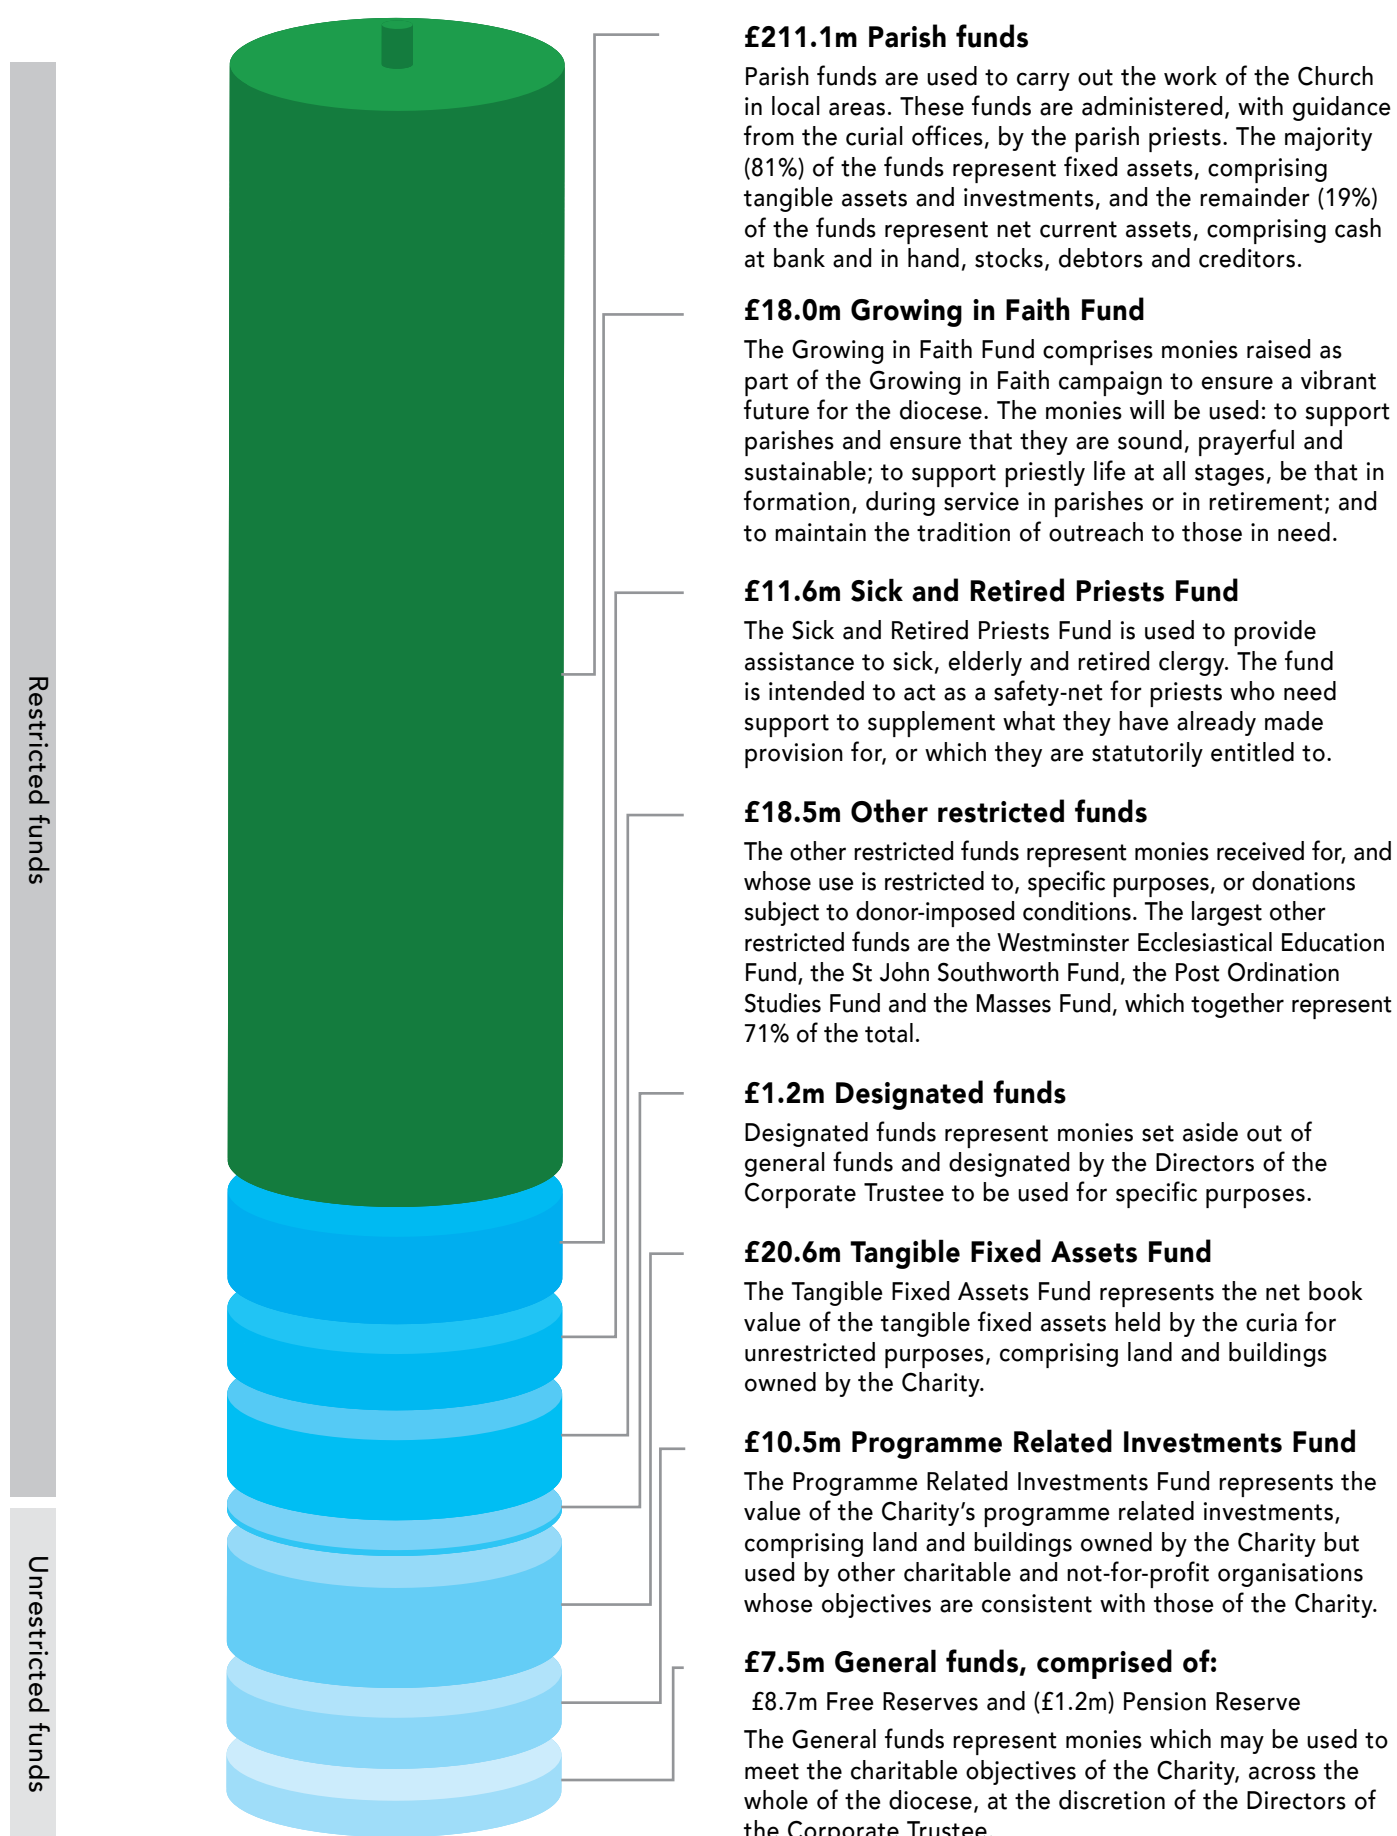 £211.1m Parish funds
Parish funds are used to carry out the work of the Church
in local areas. These funds are administered, with guidance
from the curial offices, by the parish priests. The majority
(81%) of the funds represent fixed assets, comprising
tangible assets and investments, and the remainder (19%)
of the funds represent net current assets, comprising cash
at bank and in hand, stocks, debtors and creditors.
£18.0m Growing in Faith Fund
The Growing in Faith Fund comprises monies raised as
part of the Growing in Faith campaign to ensure a vibrant
future for the diocese. The monies will be used: to support
parishes and ensure that they are sound, prayerful and
sustainable; to support priestly life at all stages, be that in
formation, during service in parishes or in retirement; and
to maintain the tradition of outreach to those in need.
£11.6m Sick and Retired Priests Fund
The Sick and Retired Priests Fund is used to provide
assistance to sick, elderly and retired clergy. The fund
is intended to act as a safety-net for priests who need
support to supplement what they have already made
provision for, or which they are statutorily entitled to.
£18.5m Other restricted funds
The other restricted funds represent monies received for, and
whose use is restricted to, specific purposes, or donations
subject to donor-imposed conditions. The largest other
restricted funds are the Westminster Ecclesiastical Education
Fund, the St John Southworth Fund, the Post Ordination
Studies Fund and the Masses Fund, which together represent
71% of the total.
£1.2m Designated funds
Designated funds represent monies set aside out of
general funds and designated by the Directors of the
Corporate Trustee to be used for specific purposes.
£20.6m Tangible Fixed Assets Fund
The Tangible Fixed Assets Fund represents the net book
value of the tangible fixed assets held by the curia for
unrestricted purposes, comprising land and buildings
owned by the Charity.
£10.5m Programme Related Investments Fund
The Programme Related Investments Fund represents the
value of the Charity’s programme related investments,
comprising land and buildings owned by the Charity but
used by other charitable and not-for-profit organisations
whose objectives are consistent with those of the Charity.
£7.5m General funds, comprised of:
£8.7m Free Reserves and (£1.2m) Pension Reserve
The General funds represent monies which may be used to
meet the charitable objectives of the Charity, across the
whole of the diocese, at the discretion of the Directors of
the Corporate Trustee
Restricted funds
Unrestricted funds